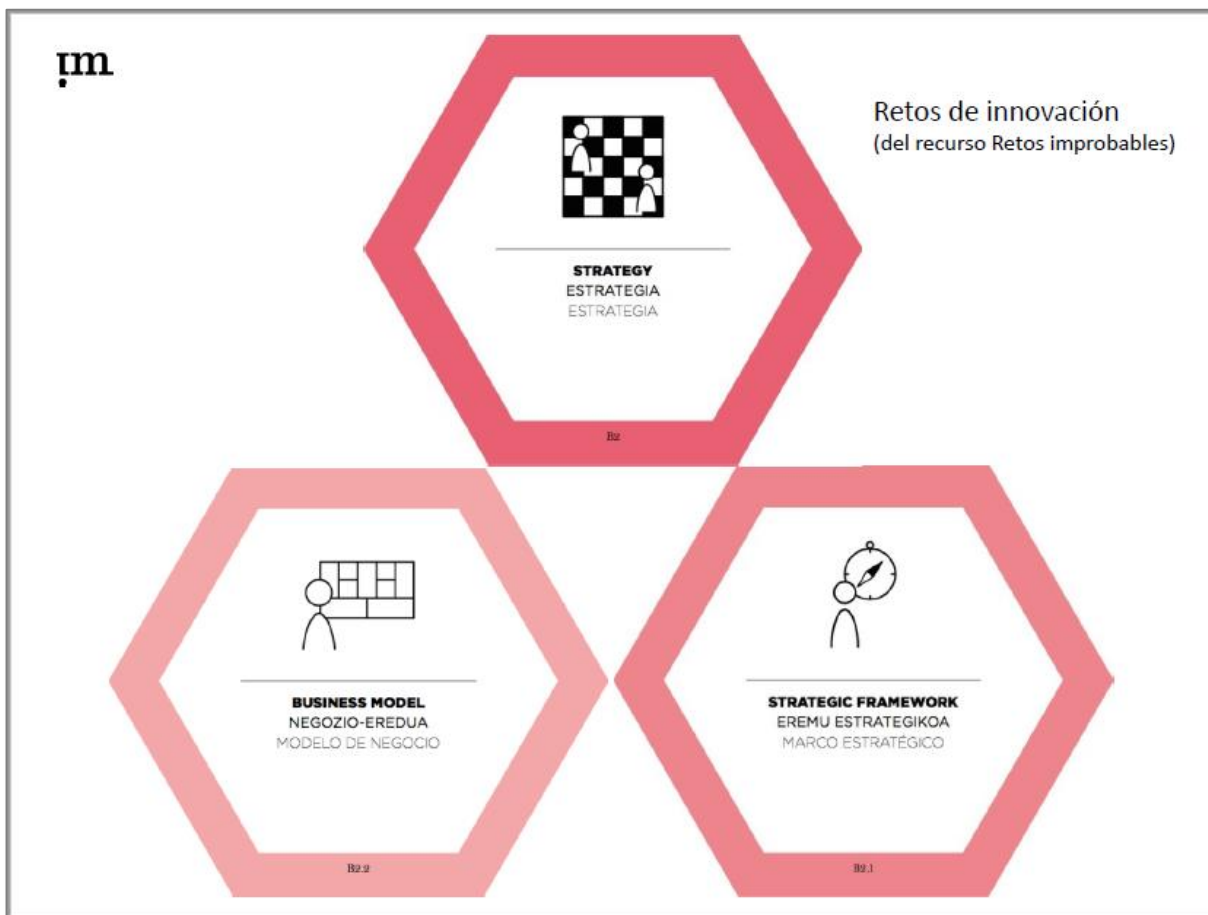 im
Retos de innovación
(del recurso Retos improbables)
STRATEGY
ESTRATEGIA
ESTRATEGIA
B2
BUSINESS MODEL
NEGOZIO-EREDUA
MODELO DE NEGOCIO
B2.2
STRATEGIC FRAMEWORK
EREMU ESTRATEGIKOA
MARCO ESTRATÉGICO
B2.1